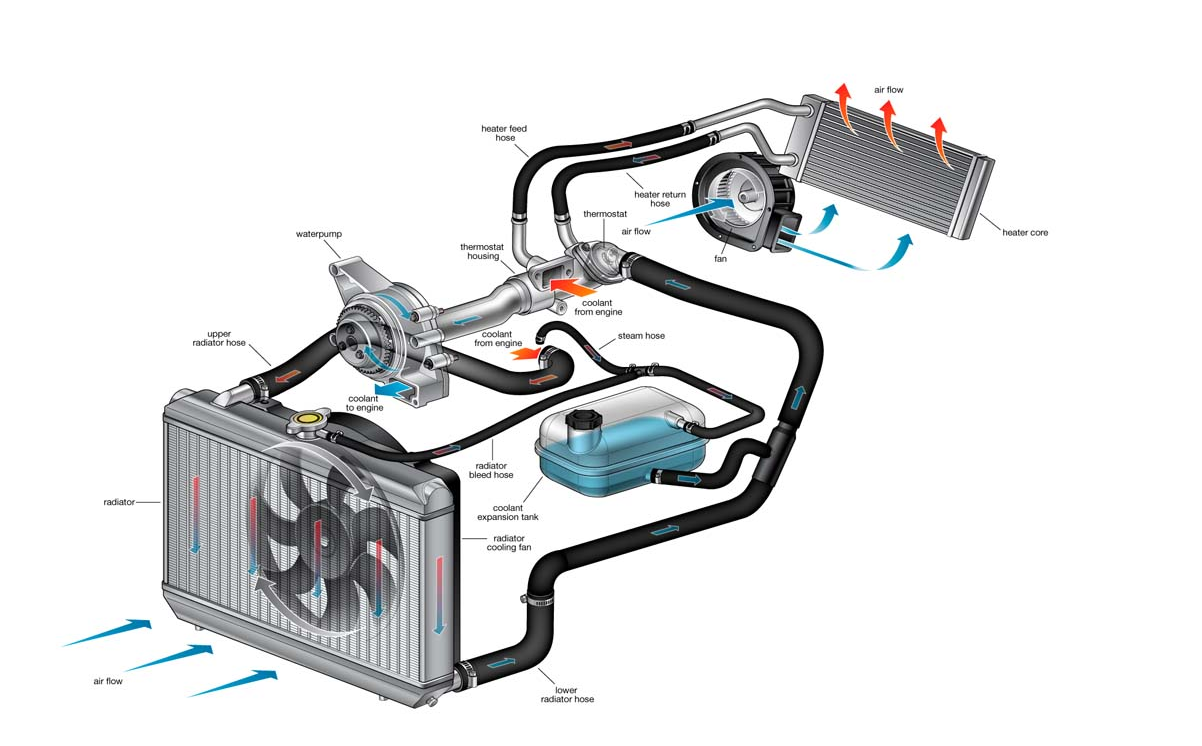 air flow
heater feed
hose
heater return
hose
thermostat
air flow
heater core
waterpump
thermostat
housing
fan
coolant
from engine
upper
radiator hose
coolant
from engine
steam hose
coolant
to engine
radiator
bleed hose
radiator
coolant
expansion tank
radiator
cooling fan
air flow
lower
radiator hose